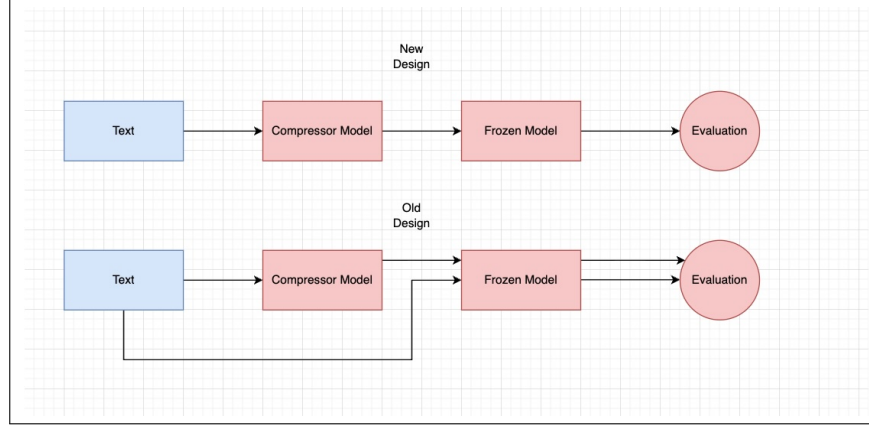 New
Design
Text
Compressor Model
Frozen Model
Evaluation
Old
Design
Text
Compressor Model
Frozen Model
Evaluation